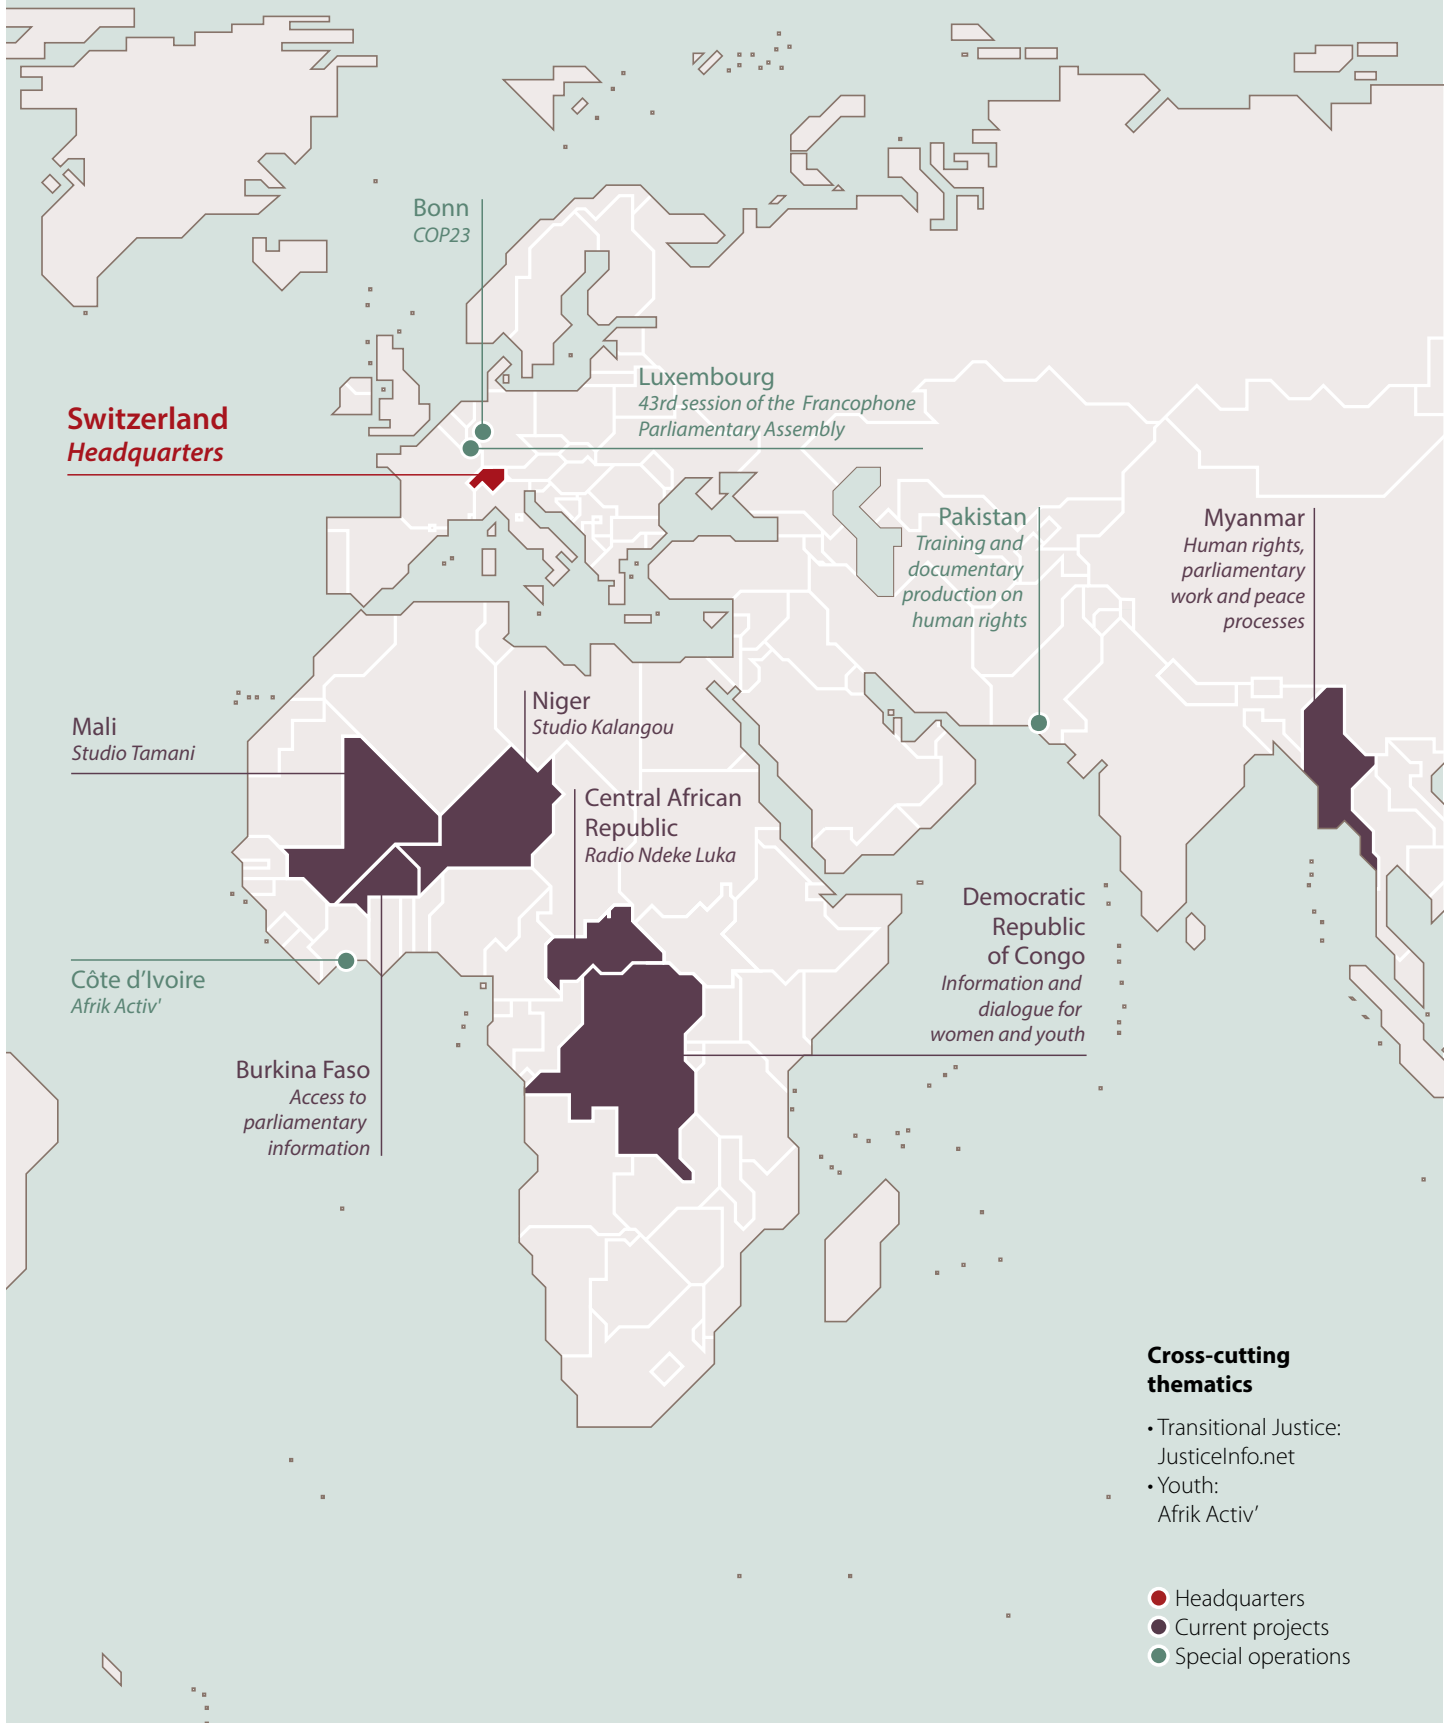 Bonn
COP23
Luxembourg
43rd session of the Francophone
Parliamentary Assembly
Switzerland
Headquarters
Pakistan
Training and
documentary
production on
human rights
Myanmar
Human rights,
parliamentary
work and peace
processes
Niger
Studio Kalangou
Mali
Studio Tamani
Central African
Republic
Radio Ndeke Luka
Democratic
Republic
of Congo
Information and
dialogue for
women and youth
Côte d’Ivoire
Afrik Activ'
Burkina Faso
Access to
parliamentary
information
Cross-cutting
thematics
• Transitional Justice:
JusticeInfo.net
• Youth:
Afrik Activ’
Headquarters
Current projects
Special operations